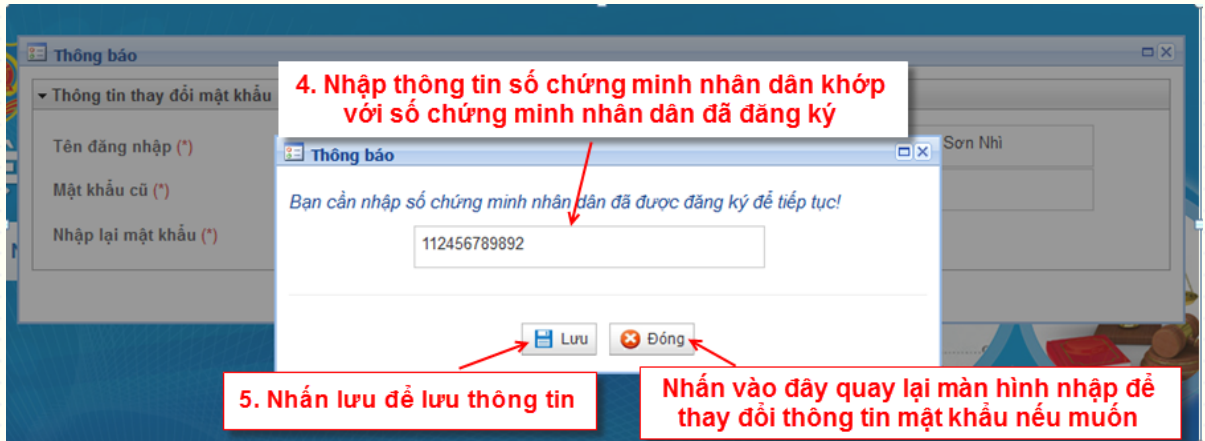 Thông báo
Thông tin thay đổi mật khẩu
4. Nhập thông tin số chứng minh nhân dân khớp
với số chứng minh nhân dân đã đăng ký
Tên đăng nhập (*)
Sơn Nhì
Mật khẩu cũ (*)
Nhập lại mật khẩu (*)
Thông báo
Bạn cần nhập số chứng minh nhân dân đã được đăng ký để tiếp tục!
112456789892
Lưu
Đóng
5. Nhấn lưu để lưu thông tin
Nhấn vào đây quay lại màn hình nhập để
thay đổi thông tin mật khẩu nếu muốn